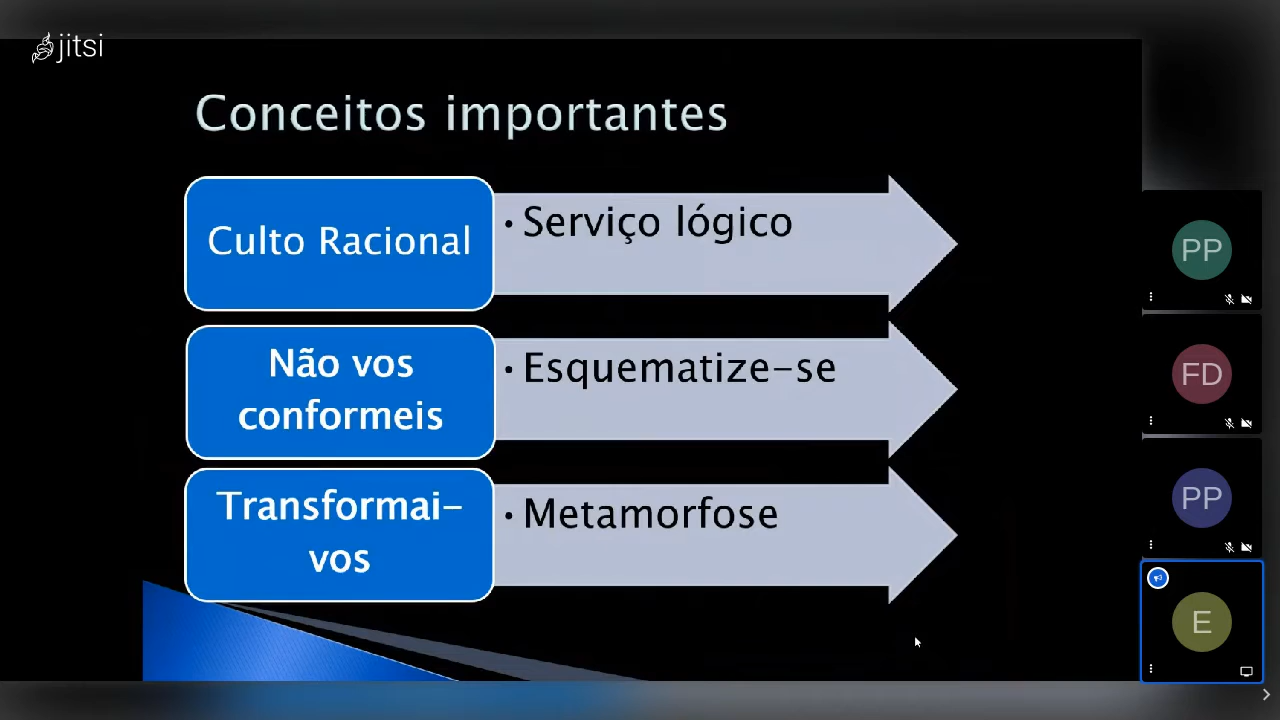 jitsi
Conceitos importantes
Culto Racional
• Serviço lógico
Não vos
conformeis
• Esquematize-se
Transformai-
vos
• Metamorfose
PP
FD
PP
E